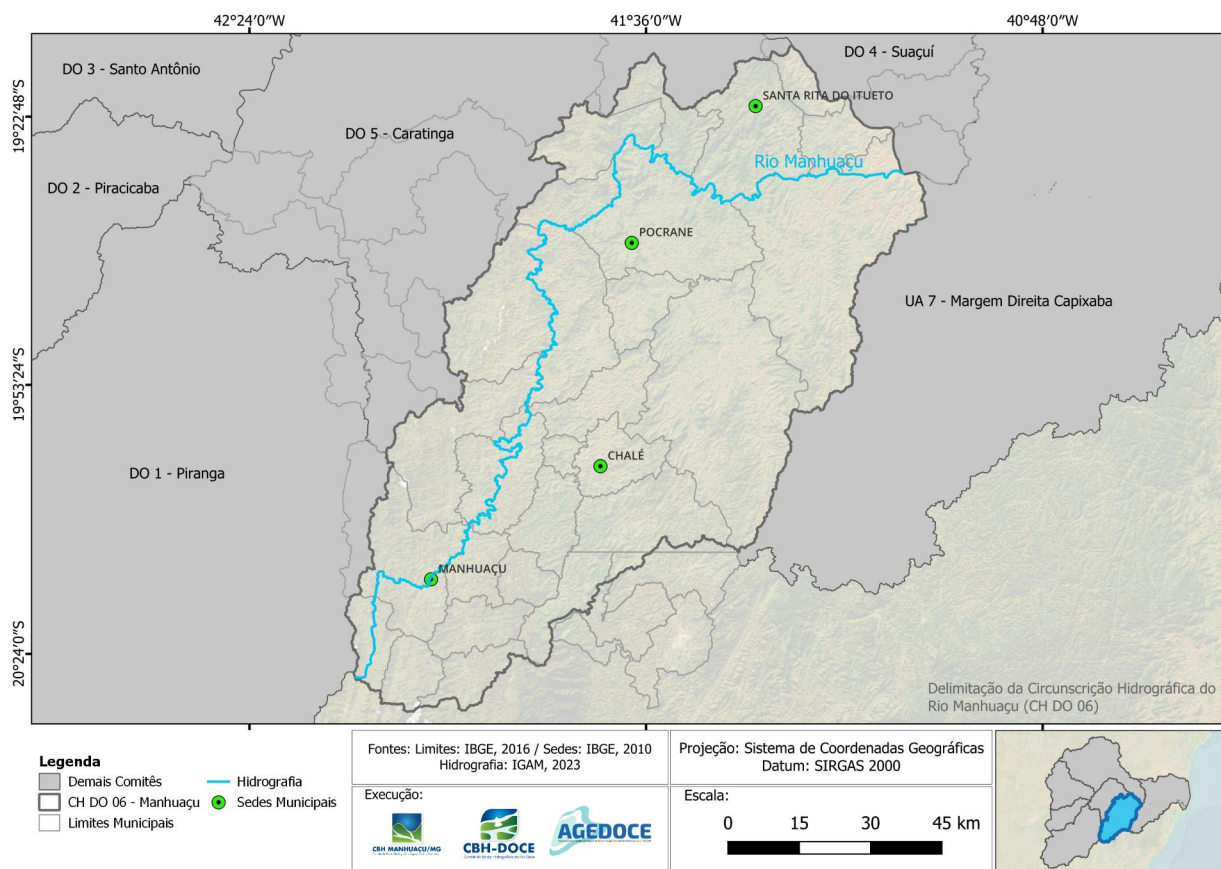 42°24′0″W
41°36′0″W
40°48′0″W
DO 3 - Santo Antônio
DO 4 - Suaçuí
SANTA RITA DO ITUETO
19°22′48″S
DO 5 - Caratinga
Rio Manhuaçu
DO 2 - Piracicaba
POCRANE
UA 7 - Margem Direita Capixaba
19°53′24″S
CHALÉ
DO 1 - Piranga
MANHUAÇU
20°24′0″S
Delimitação da Circunscrição Hidrográfica do
Rio Manhuaçu (CH DO 06)
Legenda
Demais Comitês
CH DO 06 - Manhuaçu
Limites Municipais
Hidrografia
Sedes Municipais
Fontes: Limites: IBGE, 2016 / Sedes: IBGE, 2010
Hidrografia: IGAM, 2023
Projeção: Sistema de Coordenadas Geográficas
Datum: SIRGAS 2000
Execução:
CBH MANHUAÇU/MG
CBH-DOCE
AGEDOCE
Escala:
0 15 30 45 km